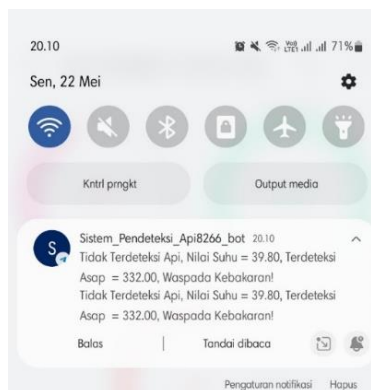 20.10 71%
Sen, 22 Mei
Kntrl prngkt Output media
S Sistem_Pendeteksi_Api8266_bot 20.10
Tidak Terdeteksi Api, Nilai Suhu = 39.80, Terdeteksi
Asap = 332.00, Waspada Kebakaran!
Tidak Terdeteksi Api, Nilai Suhu = 39.80, Terdeteksi
Asap = 332.00, Waspada Kebakaran!
Balas | Tandai dibaca
Pengaturan notifikasi Hapus